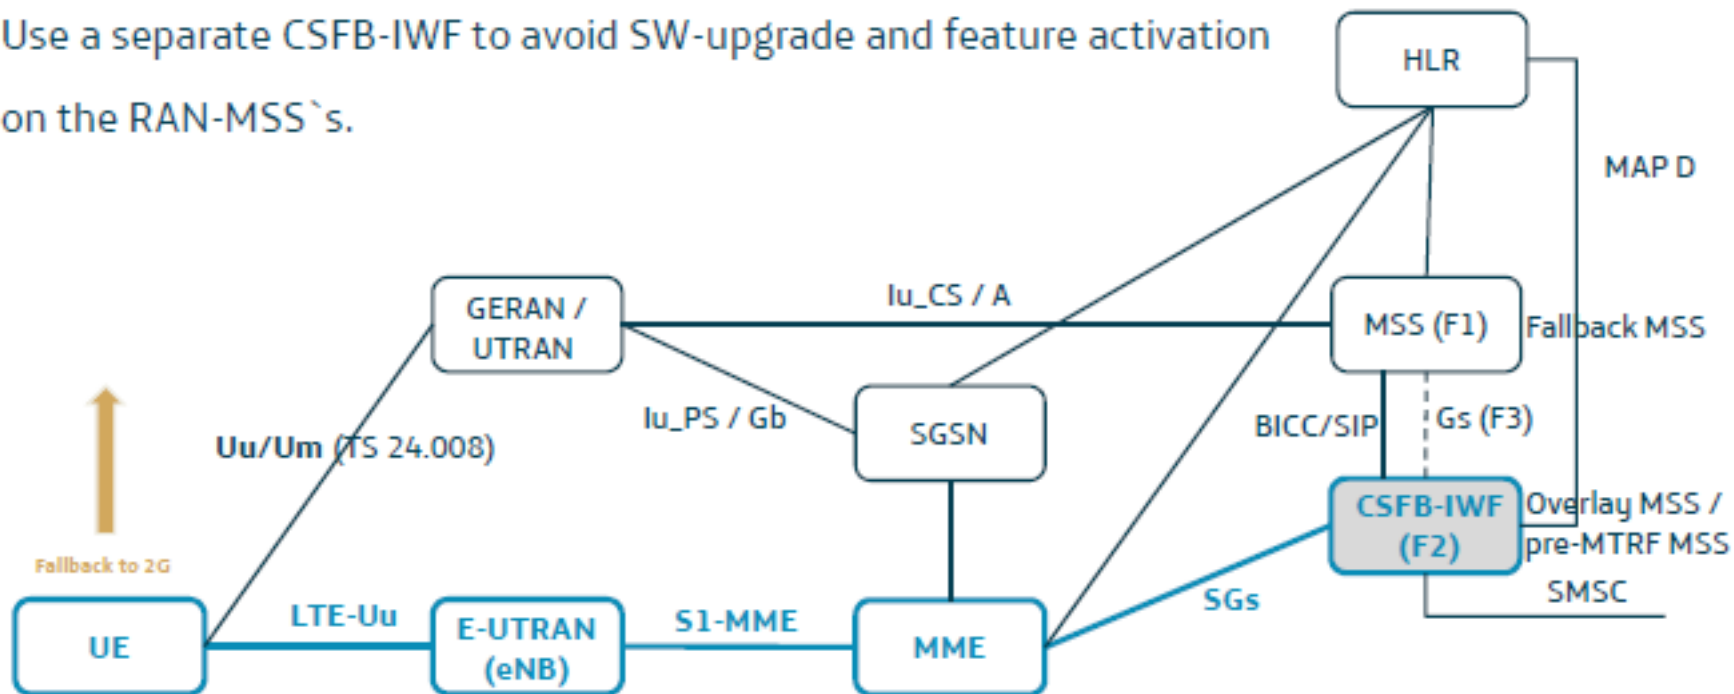 Use a separate CSFB-IWF to avoid SW-upgrade and feature activation
on the RAN-MSS`s.
HLR
MAP D
GERAN /
UTRAN
Iu_CS / A
MSS (F1)
Fallback MSS
Iu_PS / Gb
SGSN
BICC/SIP
Gs (F3)
Uu/Um (TS 24.008)
CSFB-IWF
(F2)
Overlay MSS /
pre-MTRF MSS
Fallback to 2G
SMSC
SGs
LTE-Uu
S1-MME
UE
E-UTRAN
(eNB)
MME